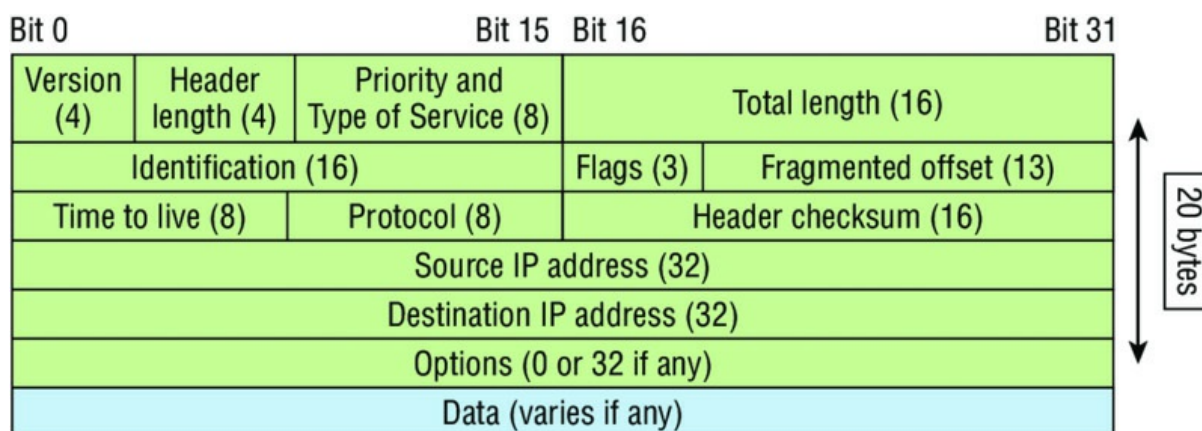 Bit 0 Bit 15 Bit 16 Bit 31
Version (4)
Header length (4)
Priority and Type of Service (8)
Total length (16)
Identification (16)
Flags (3)
Fragmented offset (13)
Time to live (8)
Protocol (8)
Header checksum (16)
Source IP address (32)
Destination IP address (32)
Options (0 or 32 if any)
Data (varies if any)
20 bytes